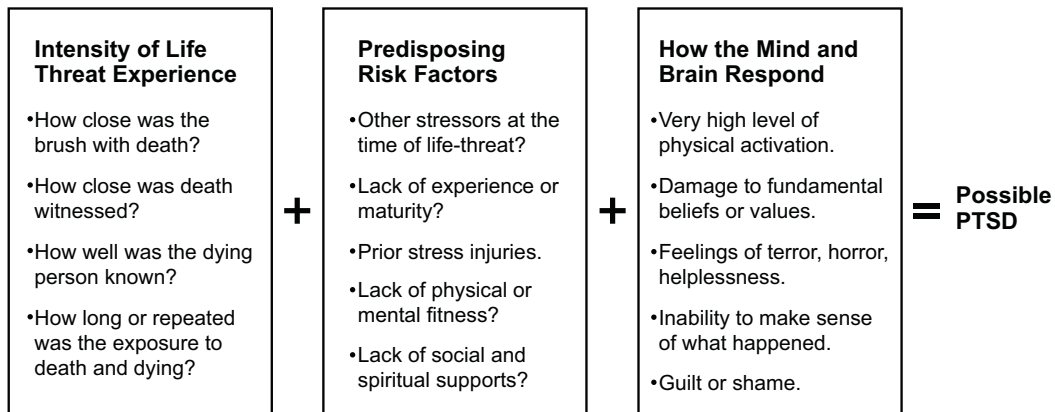 Intensity of Life
Threat Experience
•How close was the
brush with death?
•How close was death
witnessed?
•How well was the dying
person known?
•How long or repeated
was the exposure to
death and dying?
+
Predisposing
Risk Factors
•Other stressors at the
time of life-threat?
•Lack of experience or
maturity?
•Prior stress injuries.
•Lack of physical or
mental fitness?
•Lack of social and
spiritual supports?
+
How the Mind and
Brain Respond
•Very high level of
physical activation.
•Damage to fundamental
beliefs or values.
•Feelings of terror, horror,
helplessness.
•Inability to make sense
of what happened.
•Guilt or shame.
=
Possible
PTSD